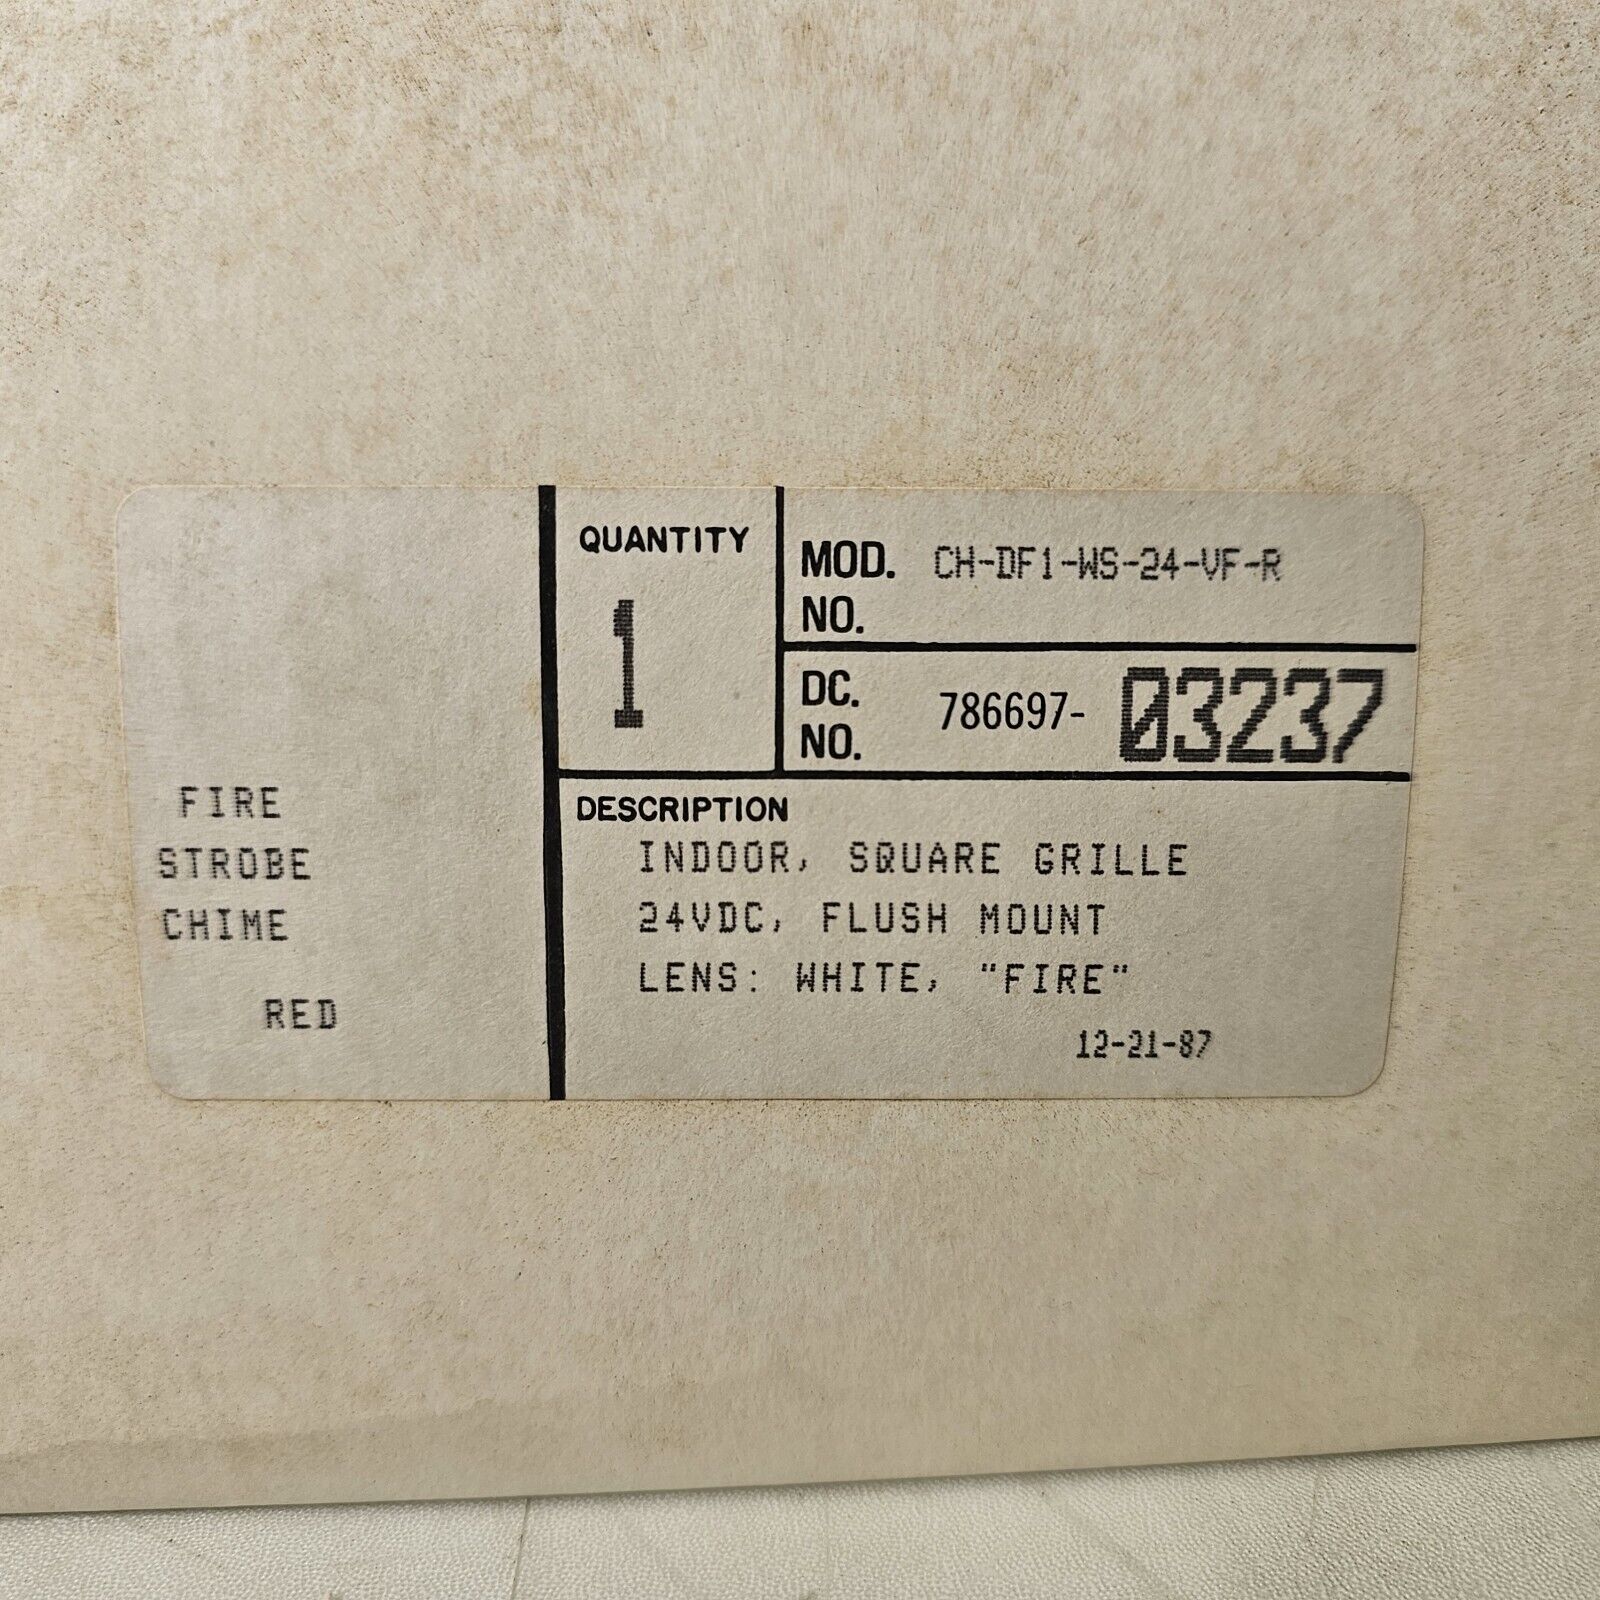 QUANTITY
1
MOD. NO. CH-DF1-WS-24-VF-R
DC. NO. 786697-03237
FIRE
STROBE
CHIME
RED
DESCRIPTION
INDOOR, SQUARE GRILLE
24VDC, FLUSH MOUNT
LENS: WHITE, "FIRE"
12-21-87